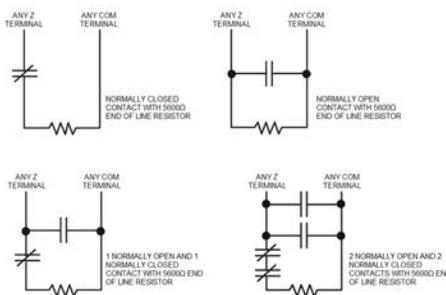 ANY Z
TERMINAL
ANY COM
TERMINAL
NORMALLY CLOSED
CONTACT WITH 5600Ω
END OF LINE RESISTOR
ANY Z
TERMINAL
ANY COM
TERMINAL
NORMALLY OPEN
CONTACT WITH 5600Ω
END OF LINE RESISTOR
ANY Z
TERMINAL
ANY COM
TERMINAL
1 NORMALLY OPEN AND 1
NORMALLY CLOSED
CONTACT WITH 5600Ω END
OF LINE RESISTOR
ANY Z
TERMINAL
ANY COM
TERMINAL
2 NORMALLY OPEN AND 2
NORMALLY CLOSED
CONTACTS WITH 5600Ω END
OF LINE RESISTOR